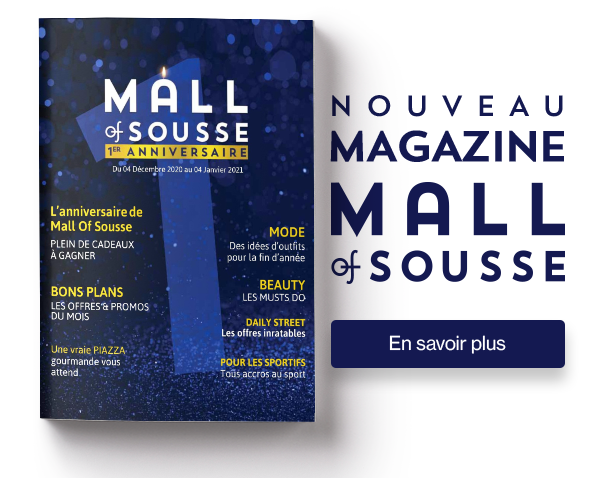 MALL
of SOUSSE
1ER ANNIVERSAIRE
Du 04 Décembre 2020 au 04 Janvier 2021
L'anniversaire de
Mall Of Sousse
PLEIN DE CADEAUX
À GAGNER
BONS PLANS
LES OFFRES & PROMOS
DU MOIS
Une vraie PIAZZA
gourmande vous
attend.
MODE
Des idées d'outfits
pour la fin d'année
BEAUTY
LES MUSTS DO
DAILY STREET
Les offres inratables
POUR LES SPORTIFS
Tous accros au sport
NOUVEAU
MAGAZINE
MALL
of SOUSSE
En savoir plus